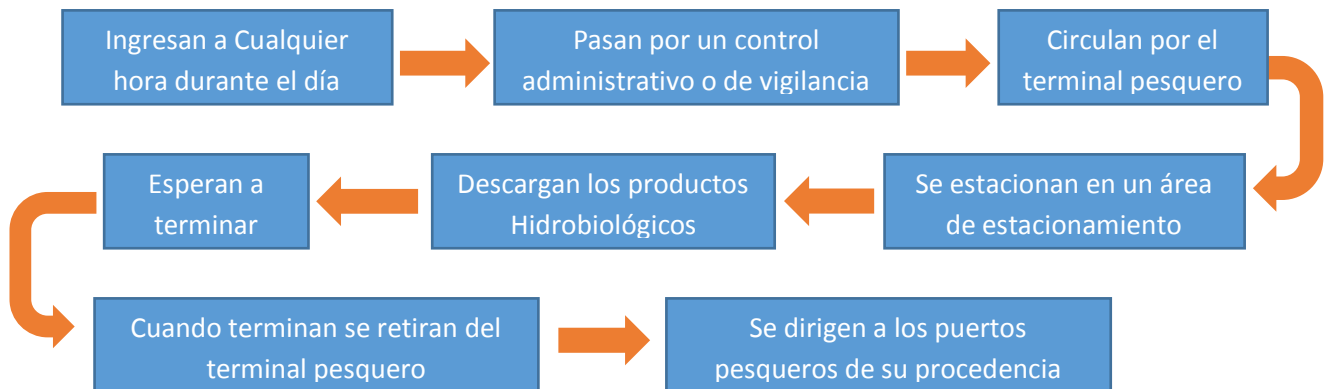 Ingresan a Cualquier
hora durante el día
Pasan por un control
administrativo o de vigilancia
Circulan por el
terminal pesquero
Se estacionan en un área
de estacionamiento
Descargan los productos
Hidrobiológicos
Esperan a
terminar
Cuando terminan se retiran del
terminal pesquero
Se dirigen a los puertos
pesqueros de su procedencia